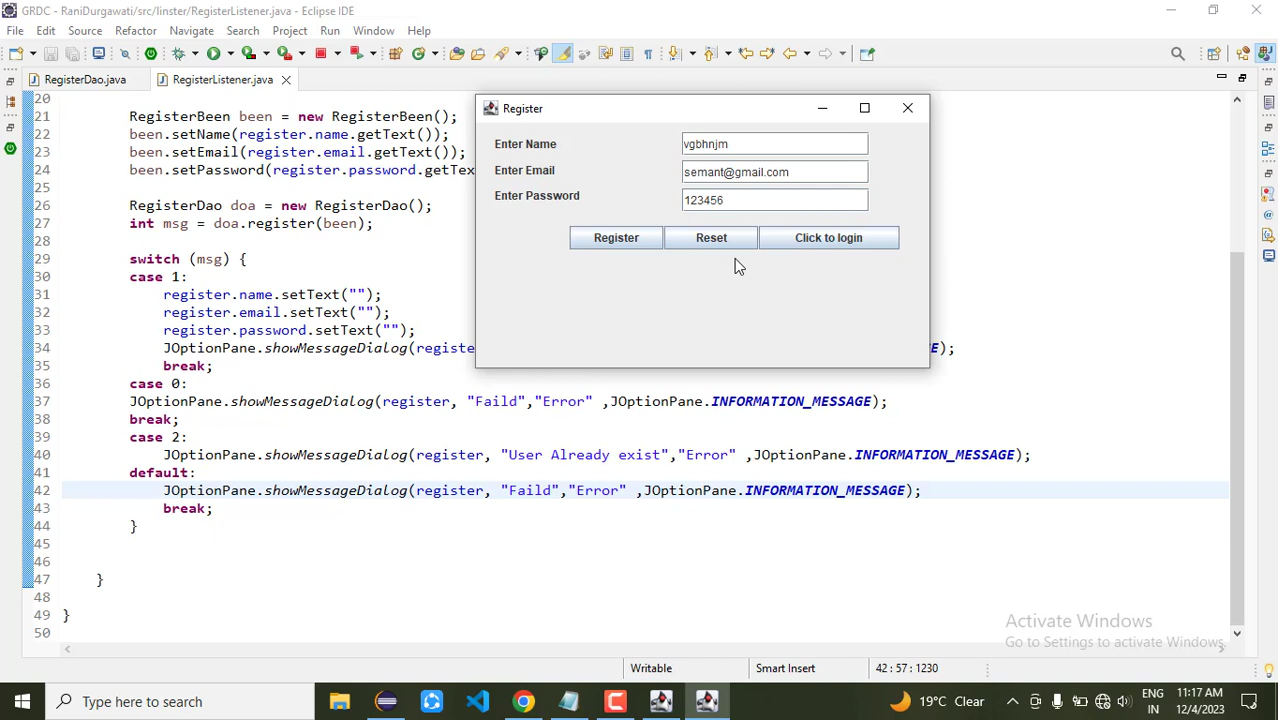 GRDC - RaniDurgawati/src/linster/RegisterListener.java - Eclipse IDE
File Edit Source Refactor Navigate Search Project Run Window Help
RegisterDao.java RegisterListener.java
20
21 RegisterBeen been = new RegisterBeen();
22 been.setName(register.name.getText());
23 been.setEmail(register.email.getText());
24 been.setPassword(register.password.getTex
25
26 RegisterDao doa = new RegisterDao();
27 int msg = doa.register(been);
28
29 switch (msg) {
30 case 1:
31 register.name.setText("");
32 register.email.setText("");
33 register.password.setText("");
34 JOptionPane.showMessageDialog(registe E);
35 break;
36 case 0:
37 JOptionPane.showMessageDialog(register, "Faild","Error" ,JOptionPane.INFORMATION_MESSAGE);
38 break;
39 case 2:
40 JOptionPane.showMessageDialog(register, "User Already exist","Error" ,JOptionPane.INFORMATION_MESSAGE);
41 default:
42 JOptionPane.showMessageDialog(register, "Faild","Error" ,JOptionPane.INFORMATION_MESSAGE);
43 break;
44 }
45
46
47 }
48
49 }
50
Register
Enter Name vgbhnjm
Enter Email semant@gmail.com
Enter Password 123456
Register Reset Click to login
Activate Windows
Go to Settings to activate Windows.
Writable Smart Insert 42 : 57 : 1230
Type here to search 19°C Clear ENG IN 11:17 AM 12/4/2023